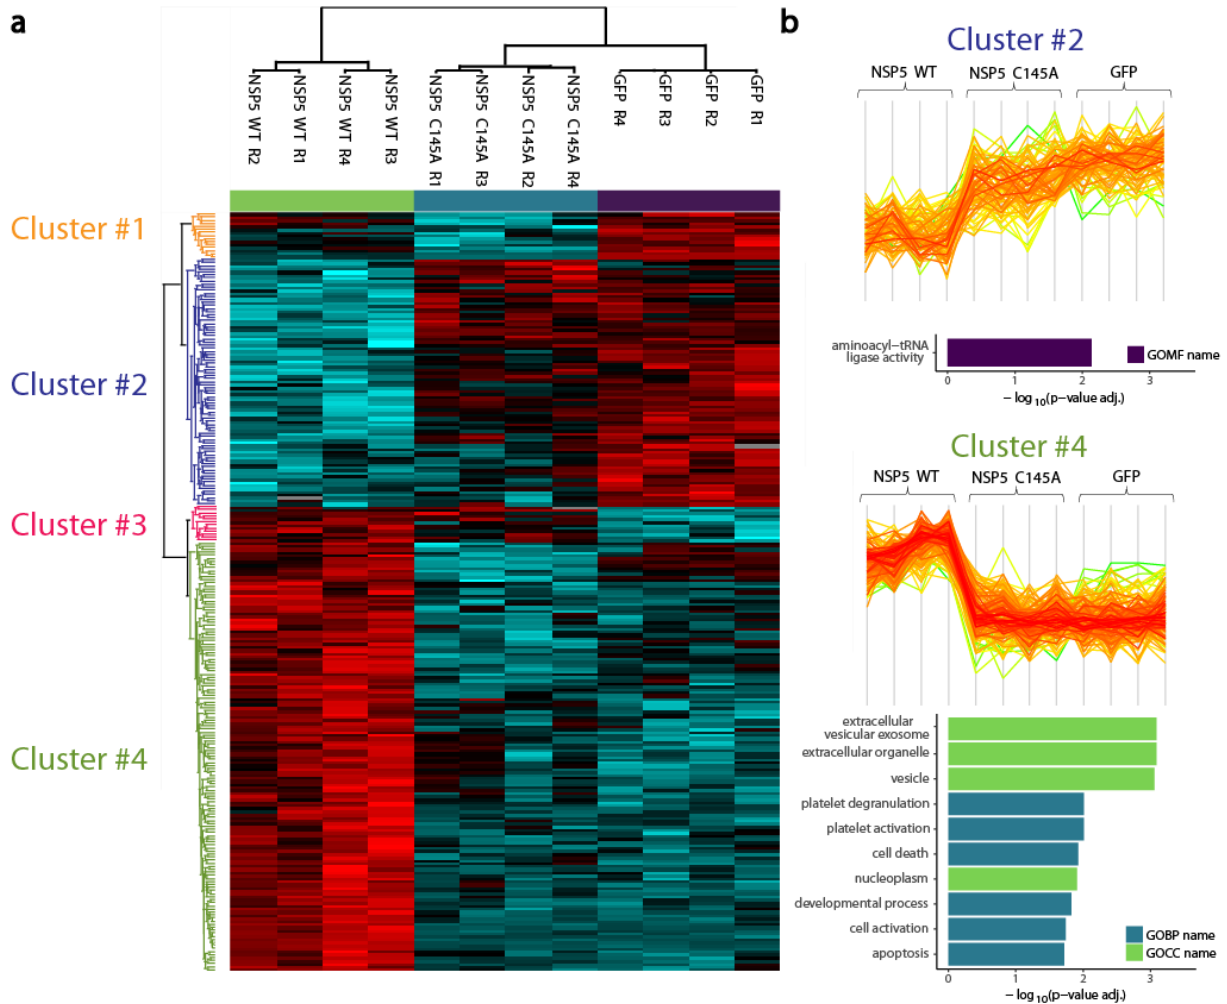 a
NSP5 WT R2
NSP5 WT R1
NSP5 WT R4
NSP5 WT R3
NSP5 C145A R1
NSP5 C145A R3
NSP5 C145A R2
NSP5 C145A R4
GFP R4
GFP R3
GFP R2
GFP R1
Cluster #1
Cluster #2
Cluster #3
Cluster #4
b
Cluster #2
NSP5 WT
NSP5 C145A
GFP
aminoacyl−tRNA
ligase activity
GOMF name
0 1 2 3
− log10(p−value adj.)
Cluster #4
NSP5 WT
NSP5 C145A
GFP
extracellular
vesicular exosome
extracellular organelle
vesicle
platelet degranulation
platelet activation
cell death
nucleoplasm
developmental process
cell activation
apoptosis
GOBP name
GOCC name
0 1 2 3
− log10(p−value adj.)